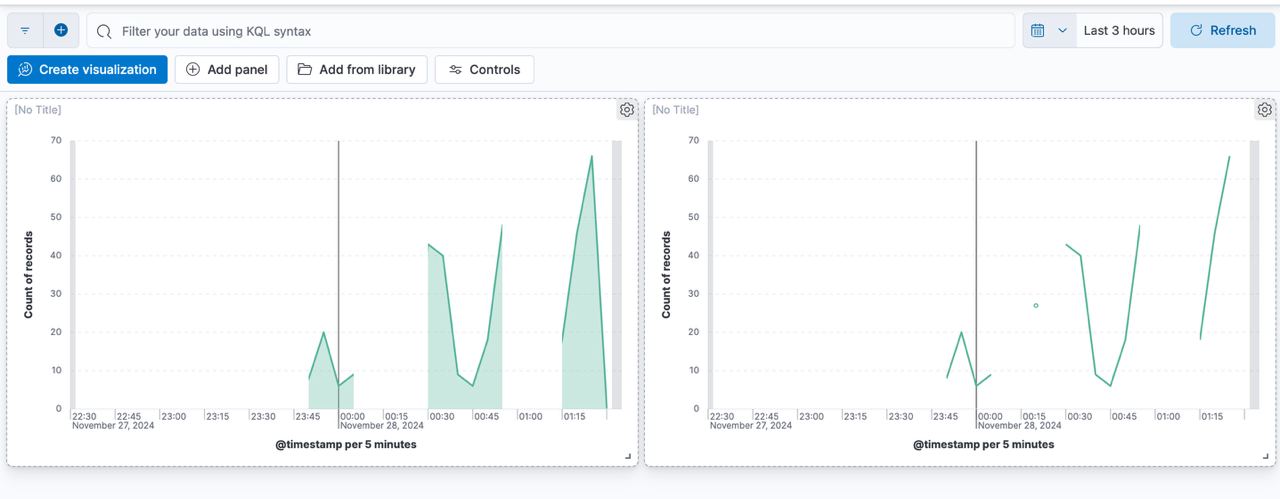 Filter your data using KQL syntax
Last 3 hours
Refresh
Create visualization
Add panel
Add from library
Controls
[No Title]
70
60
50
40
30
20
10
0
Count of records
22:30 22:45 23:00 23:15 23:30 23:45 00:00 00:15 00:30 00:45 01:00 01:15
November 27, 2024 November 28, 2024
@timestamp per 5 minutes
[No Title]
70
60
50
40
30
20
10
0
Count of records
22:30 22:45 23:00 23:15 23:30 23:45 00:00 00:15 00:30 00:45 01:00 01:15
November 27, 2024 November 28, 2024
@timestamp per 5 minutes